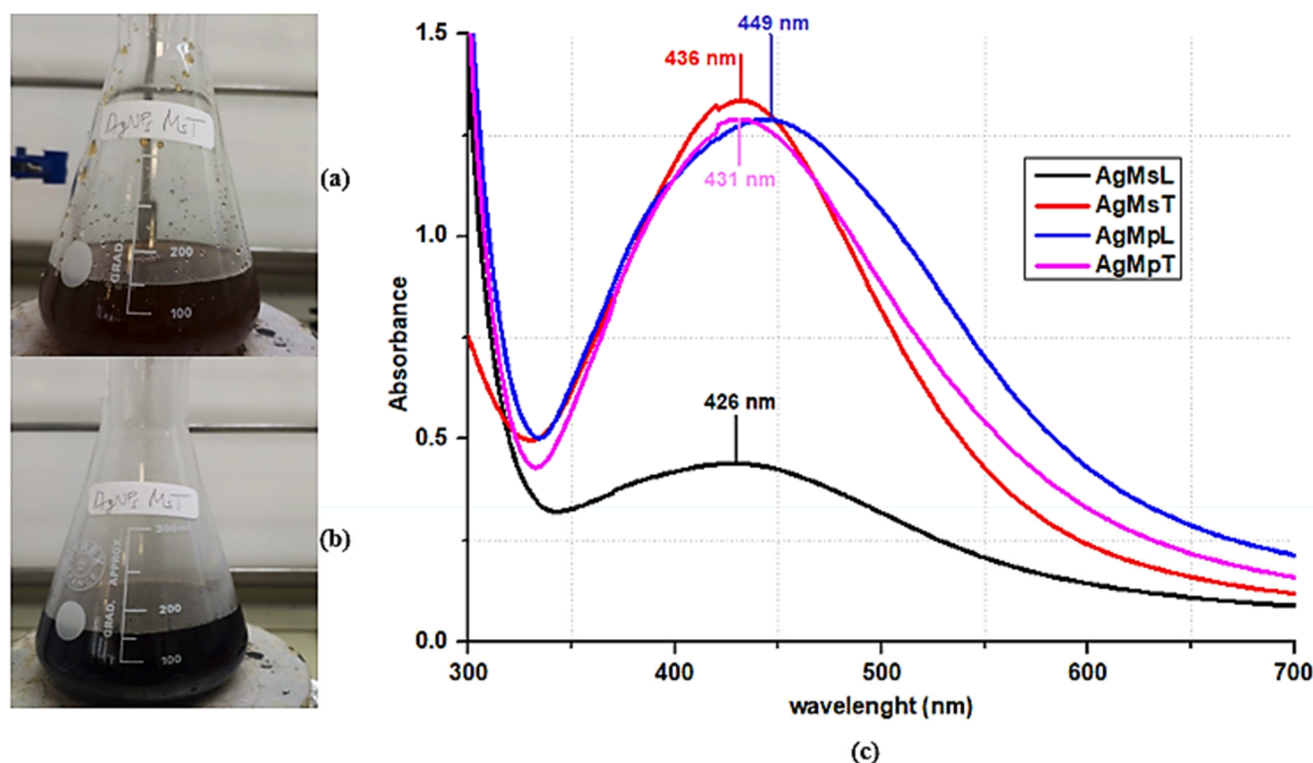 AgNPs MsT
GRAD.
200
100
(a)
AgNPs MsT
300ml
APPROX
GRAD.
200
100
(b)
449 nm
436 nm
431 nm
426 nm
AgMsL
AgMsT
AgMpL
AgMpT
Absorbance
1.5
1.0
0.5
0.0
300
400
500
600
700
wavelenght (nm)
(c)